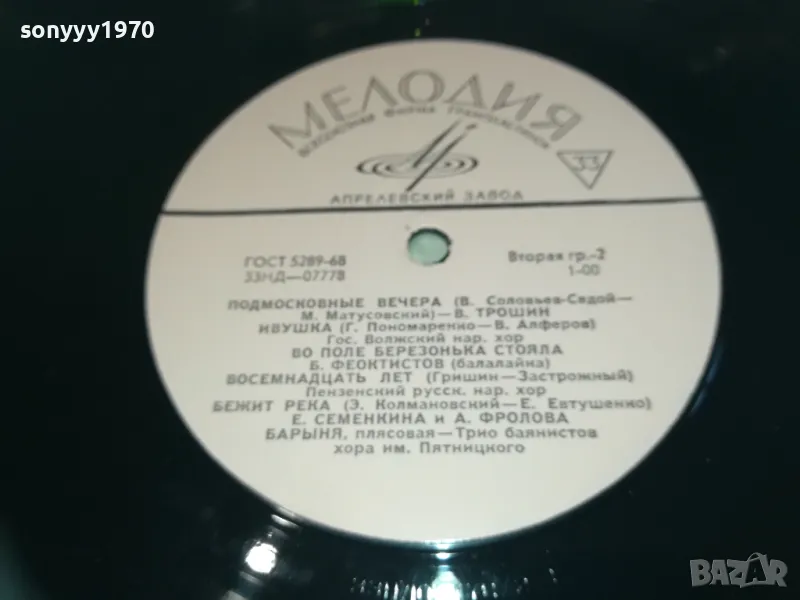 sonyyy1970
МЕЛОДИЯ
ВСЕСОЮЗНАЯ ФИРМА ГРАМПЛАСТИНОК
33
АПРЕЛЕВСКИЙ ЗАВОД
ГОСТ 5289-68
Вторая гр.-2
33НД—07778
1-00
ПОДМОСКОВНЫЕ ВЕЧЕРА (В. Соловьев-Седой—
М. Матусовский)—В. ТРОШИН
ИВУШКА (Г. Пономаренко—В. Алферов)
Гос. Волжский нар. хор
ВО ПОЛЕ БЕРЕЗОНЬКА СТОЯЛА
Б. ФЕОКТИСТОВ (балалайка)
ВОСЕМНАДЦАТЬ ЛЕТ (Гришин—Застрожный)
Пензенский русск. нар. хор
БЕЖИТ РЕКА (Э. Колмановский—Е. Евтушенко)
Е. СЕМЕНКИНА и А. ФРОЛОВА
БАРЫНЯ, плясовая—Трио баянистов
хора им. Пятницкого
BAZAR